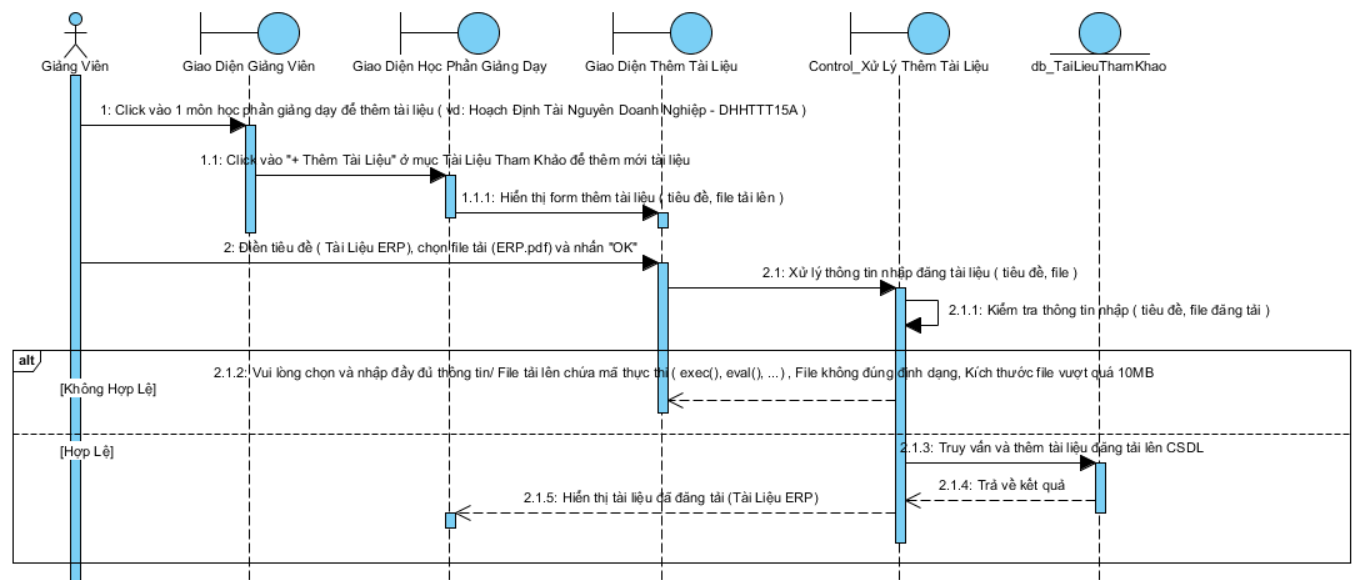 Giảng Viên
Giao Diện Giảng Viên
Giao Diện Học Phần Giảng Dạy
Giao Diện Thêm Tài Liệu
Control_Xử Lý Thêm Tài Liệu
db_TaiLieuThamKhao
1: Click vào 1 môn học phần giảng dạy để thêm tài liệu ( vd: Hoạch Định Tài Nguyên Doanh Nghiệp - DHHTTT15A )
1.1: Click vào "+ Thêm Tài Liệu" ở mục Tài Liệu Tham Khảo để thêm mới tài liệu
1.1.1: Hiển thị form thêm tài liệu ( tiêu đề, file tải lên )
2: Điền tiêu đề ( Tài Liệu ERP), chọn file tải (ERP.pdf) và nhấn "OK"
2.1: Xử lý thông tin nhập đăng tài liệu ( tiêu đề, file )
2.1.1: Kiểm tra thông tin nhập ( tiêu đề, file đăng tải )
alt
2.1.2: Vui lòng chọn và nhập đầy đủ thông tin/ File tải lên chứa mã thực thi ( exec(), eval(), ...) , File không đúng định dạng, Kích thước file vượt quá 10MB
[Không Hợp Lệ]
[Hợp Lệ]
2.1.3: Truy vấn và thêm tài liệu đăng tải lên CSDL
2.1.4: Trả về kết quả
2.1.5: Hiển thị tài liệu đã đăng tải (Tài Liệu ERP)